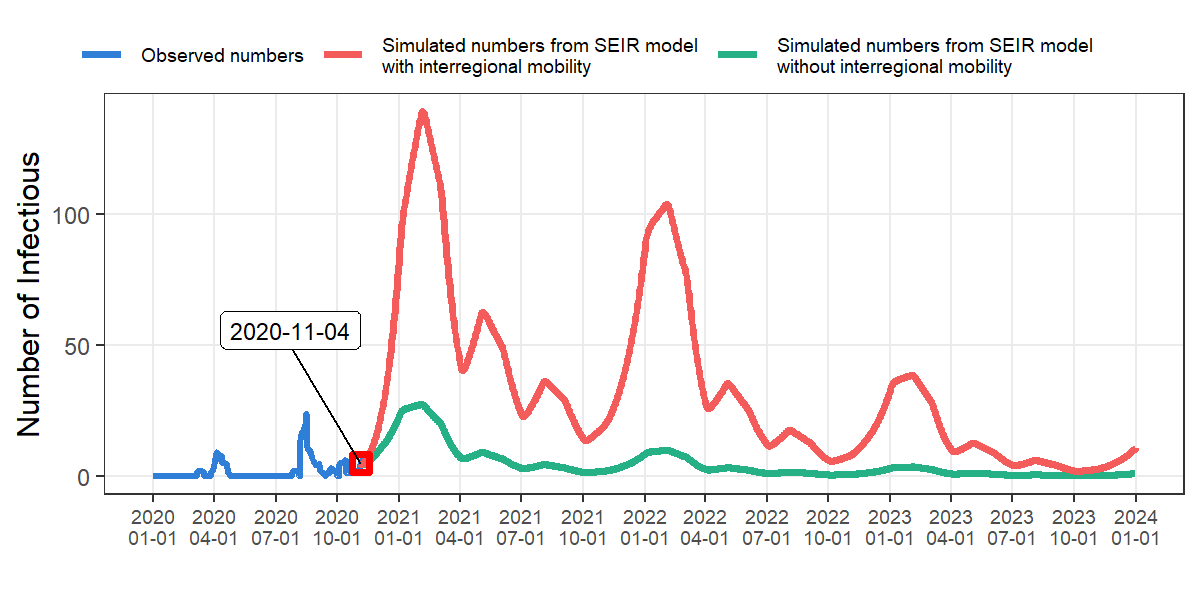 Observed numbers
Simulated numbers from SEIR model
with interregional mobility
Simulated numbers from SEIR model
without interregional mobility
Number of Infectious
100
50
0
2020-11-04
2020 2020 2020 2020 2021 2021 2021 2021 2022 2022 2022 2022 2023 2023 2023 2023 2024
01-01 04-01 07-01 10-01 01-01 04-01 07-01 10-01 01-01 04-01 07-01 10-01 01-01 04-01 07-01 10-01 01-01